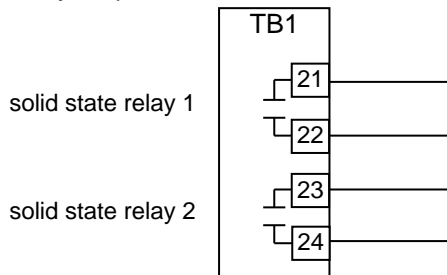 TB1
21
solid state relay 1
22
23
solid state relay 2
24